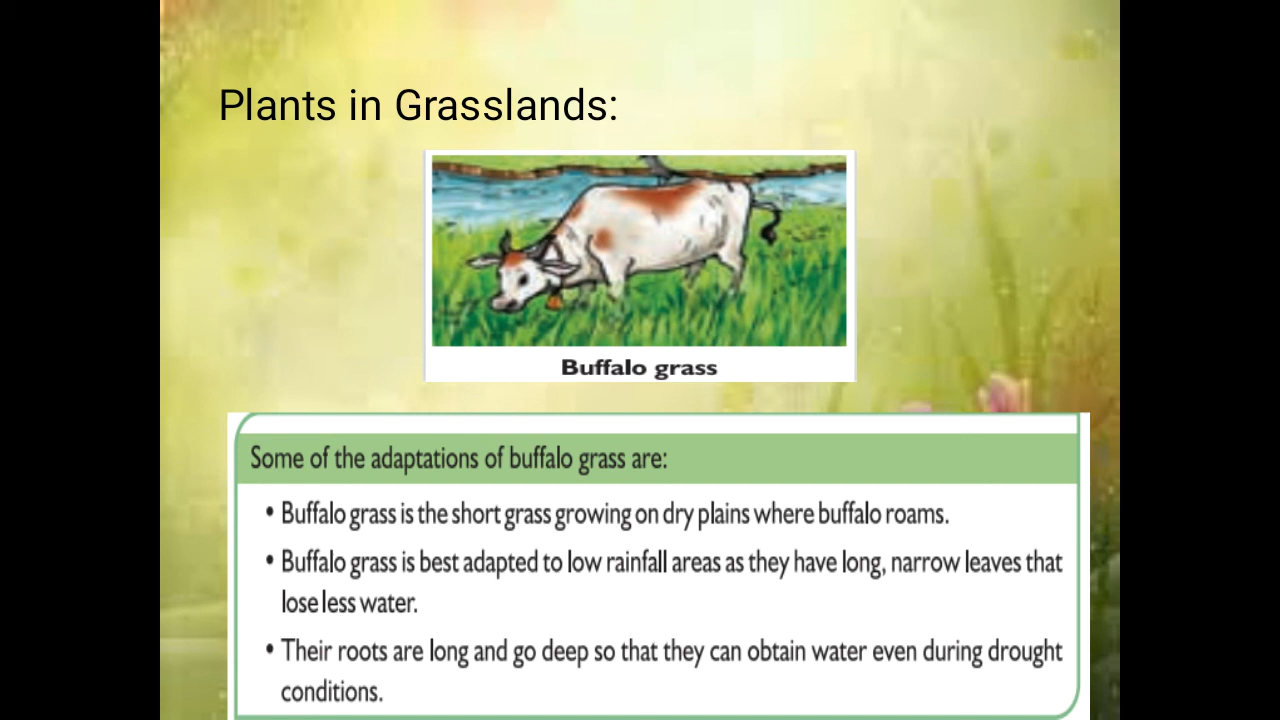 Plants in Grasslands:
Buffalo grass
Some of the adaptations of buffalo grass are:
• Buffalo grass is the short grass growing on dry plains where buffalo roams.
• Buffalo grass is best adapted to low rainfall areas as they have long, narrow leaves that
lose less water.
• Their roots are long and go deep so that they can obtain water even during drought
conditions.